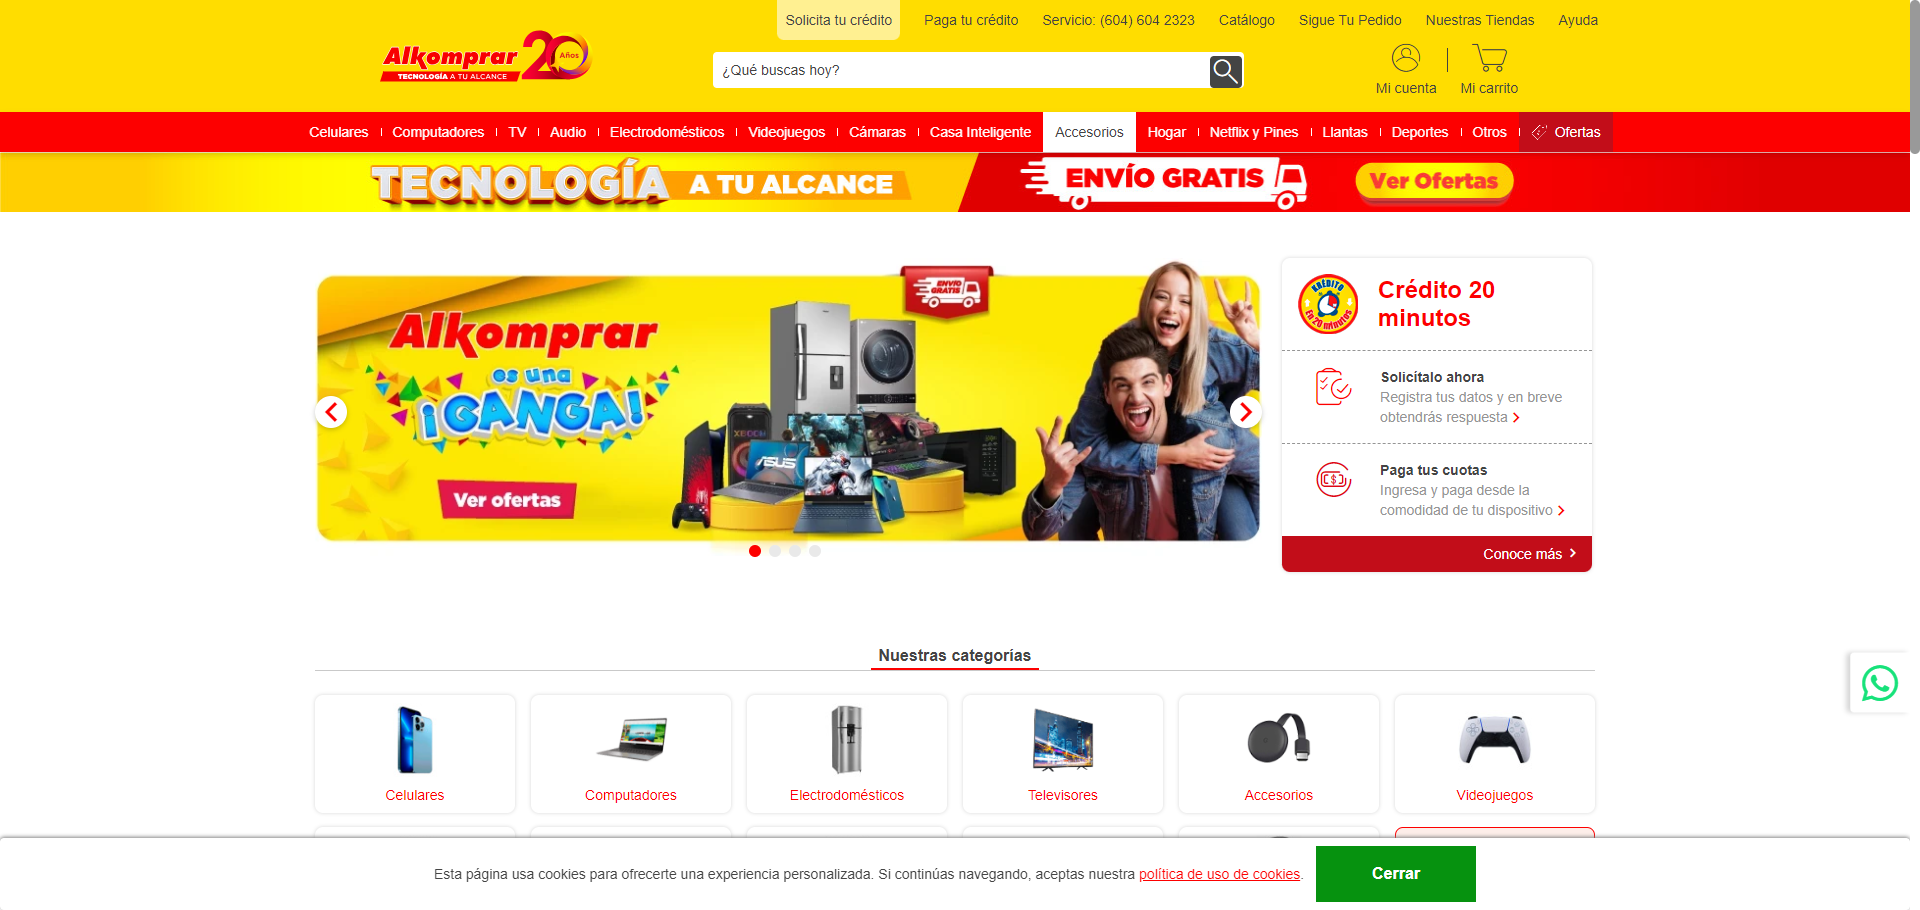 Solicita tu crédito
Paga tu crédito
Servicio: (604) 604 2323
Catálogo
Sigue Tu Pedido
Nuestras Tiendas
Ayuda
Alkomprar 20 Años
TECNOLOGÍA A TU ALCANCE
¿Qué buscas hoy?
Mi cuenta
Mi carrito
Celulares
Computadores
TV
Audio
Electrodomésticos
Videojuegos
Cámaras
Casa Inteligente
Accesorios
Hogar
Netflix y Pines
Llantas
Deportes
Otros
Ofertas
TECNOLOGÍA A TU ALCANCE
ENVÍO GRATIS
Ver Ofertas
ENVÍO GRATIS
Alkomprar
es una
¡GANGA!
Ver ofertas
XBOOM
ASUS
KRÉDITO
En 20 minutos
Crédito 20
minutos
Solicítalo ahora
Registra tus datos y en breve
obtendrás respuesta
Paga tus cuotas
Ingresa y paga desde la
comodidad de tu dispositivo
Conoce más
Nuestras categorías
Celulares
Computadores
Electrodomésticos
Televisores
Accesorios
Videojuegos
Esta página usa cookies para ofrecerte una experiencia personalizada. Si continúas navegando, aceptas nuestra política de uso de cookies.
Cerrar